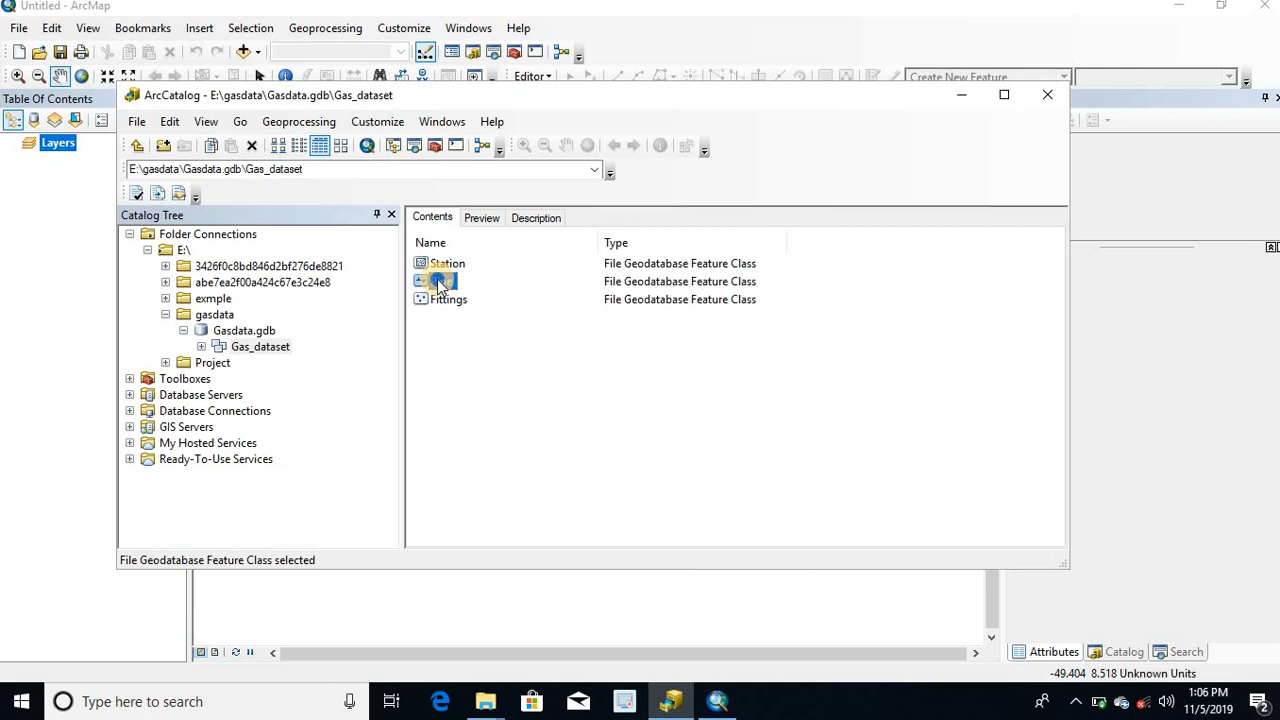 Untitled - ArcMap
File Edit View Bookmarks Insert Selection Geoprocessing Customize Windows Help
Editor
Create New Feature
Table Of Contents
Layers
ArcCatalog - E:\gasdata\Gasdata.gdb\Gas_dataset
File Edit View Go Geoprocessing Customize Windows Help
E:\gasdata\Gasdata.gdb\Gas_dataset
Catalog Tree
Folder Connections
E:\
3426f0c8bd846d2bf276de8821
abe7ea2f00a424c67e3c24e8
exmple
gasdata
Gasdata.gdb
Gas_dataset
Project
Toolboxes
Database Servers
Database Connections
GIS Servers
My Hosted Services
Ready-To-Use Services
Contents Preview Description
Name Type
Station File Geodatabase Feature Class
File Geodatabase Feature Class
Fittings File Geodatabase Feature Class
File Geodatabase Feature Class selected
Attributes Catalog Search
-49.404 8.518 Unknown Units
Type here to search
1:06 PM
11/5/2019
2